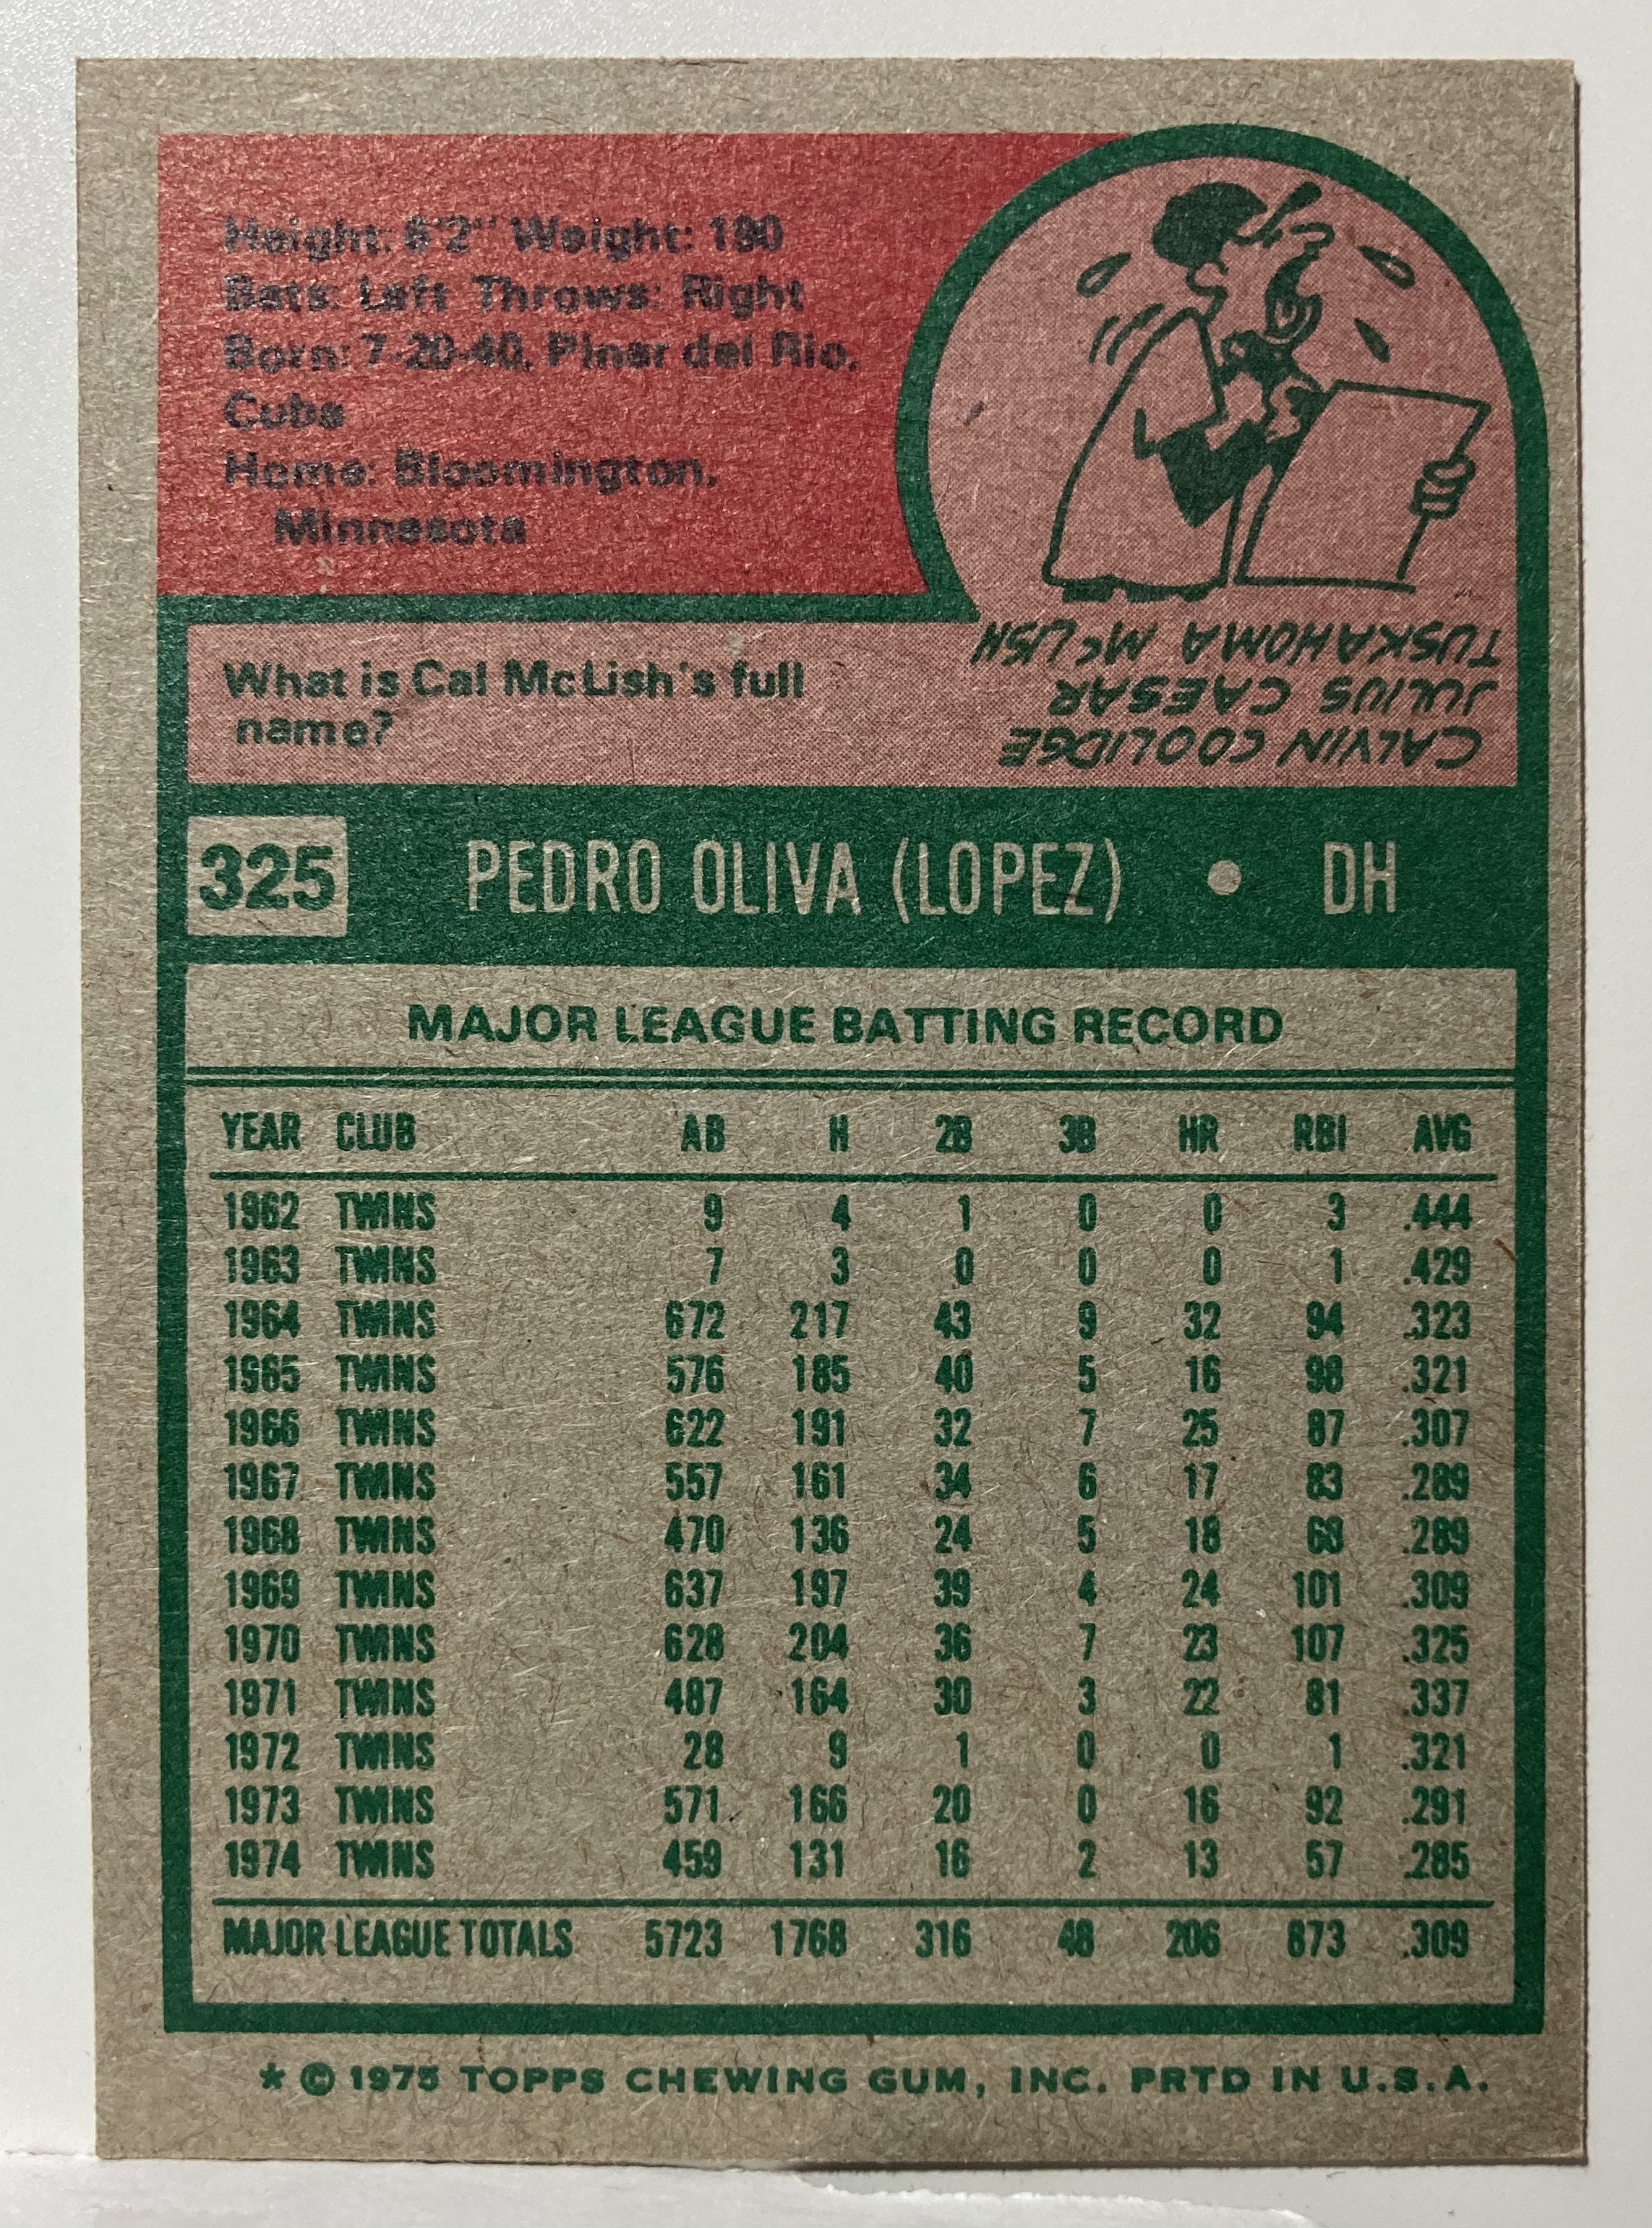 Height: 6'2" Weight: 190
Bats: Left Throws: Right
Born: 7-20-40, Pinar del Rio,
Cuba
Home: Bloomington,
Minnesota
What is Cal McLish's full
name?
CALVIN COOLIDGE
JULIUS CAESAR
TUSKAHOMA McLISH
325 PEDRO OLIVA (LOPEZ) • DH
MAJOR LEAGUE BATTING RECORD
YEAR CLUB AB H 2B 3B HR RBI AVG
1962 TWINS 9 4 1 0 0 3 .444
1963 TWINS 7 3 0 0 0 1 .429
1964 TWINS 672 217 43 9 32 94 .323
1965 TWINS 576 185 40 5 16 98 .321
1966 TWINS 622 191 32 7 25 87 .307
1967 TWINS 557 161 34 6 17 83 .289
1968 TWINS 470 136 24 5 18 68 .289
1969 TWINS 637 197 39 4 24 101 .309
1970 TWINS 628 204 36 7 23 107 .325
1971 TWINS 487 164 30 3 22 81 .337
1972 TWINS 28 9 1 0 0 1 .321
1973 TWINS 571 166 20 0 16 92 .291
1974 TWINS 459 131 16 2 13 57 .285
MAJOR LEAGUE TOTALS 5723 1768 316 48 206 873 .309
* © 1975 TOPPS CHEWING GUM, INC. PRTD IN U.S.A.